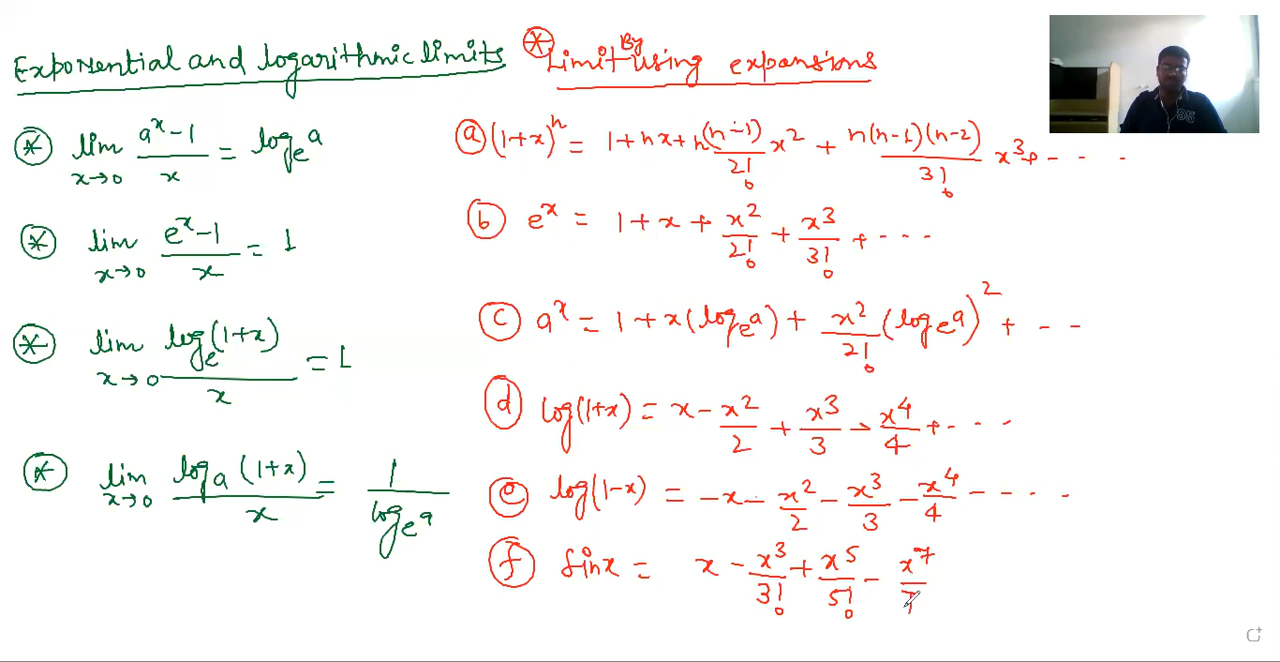 Exponential and logarithmic limits
* lim x→0 (a^x − 1)/x = log_e a
* lim x→0 (e^x − 1)/x = 1
* lim x→0 log_e(1+x)/x = 1
* lim x→0 log_a(1+x)/x = 1/log_e a
* Limit By using expansions
a (1+x)^n = 1 + nx + n(n−1)/2! x^2 + n(n−1)(n−2)/3! x^3 + - - -
b e^x = 1 + x + x^2/2! + x^3/3! + - - -
c a^x = 1 + x(log_e a) + x^2/2! (log_e a)^2 + - -
d log(1+x) = x − x^2/2 + x^3/3 − x^4/4 + - - -
e log(1−x) = −x − x^2/2 − x^3/3 − x^4/4 − - - - -
f sinx = x − x^3/3! + x^5/5! − x^7/7